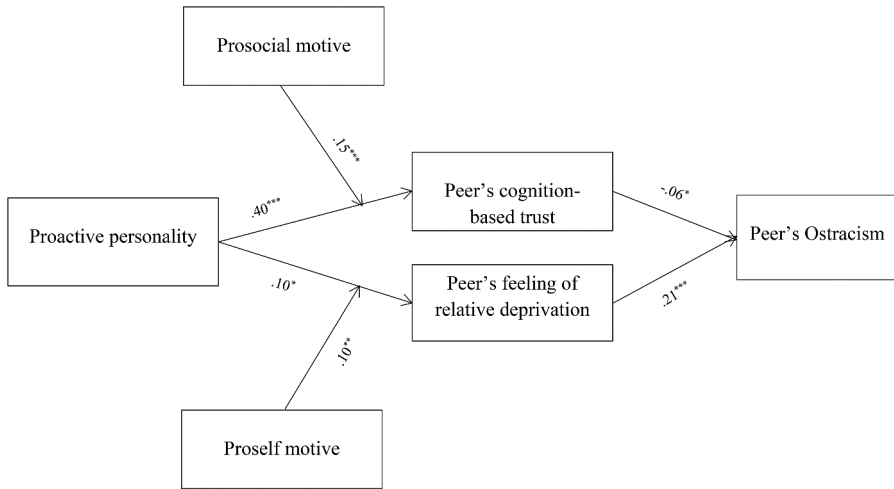 Prosocial motive
.15***
.40***
Peer's cognition-
based trust
-.06*
Proactive personality
Peer's Ostracism
.10*
Peer's feeling of
relative deprivation
.21***
.10**
Proself motive